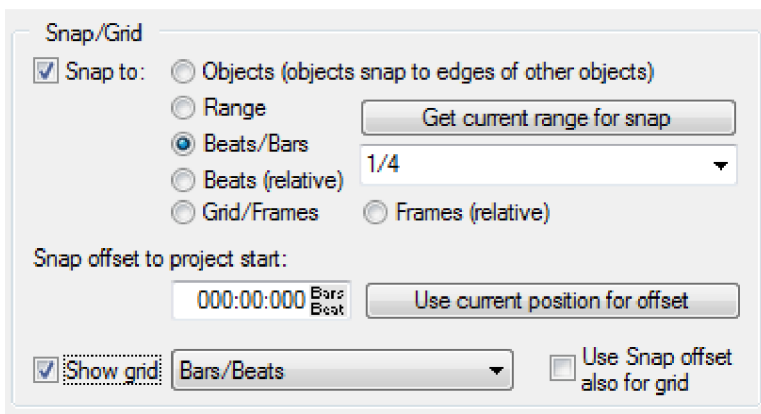 Snap/Grid
Snap to:
Objects (objects snap to edges of other objects)
Range
Get current range for snap
Beats/Bars
1/4
Beats (relative)
Grid/Frames
Frames (relative)
Snap offset to project start:
000:00:000 Bars
Beat
Use current position for offset
Show grid
Bars/Beats
Use Snap offset
also for grid